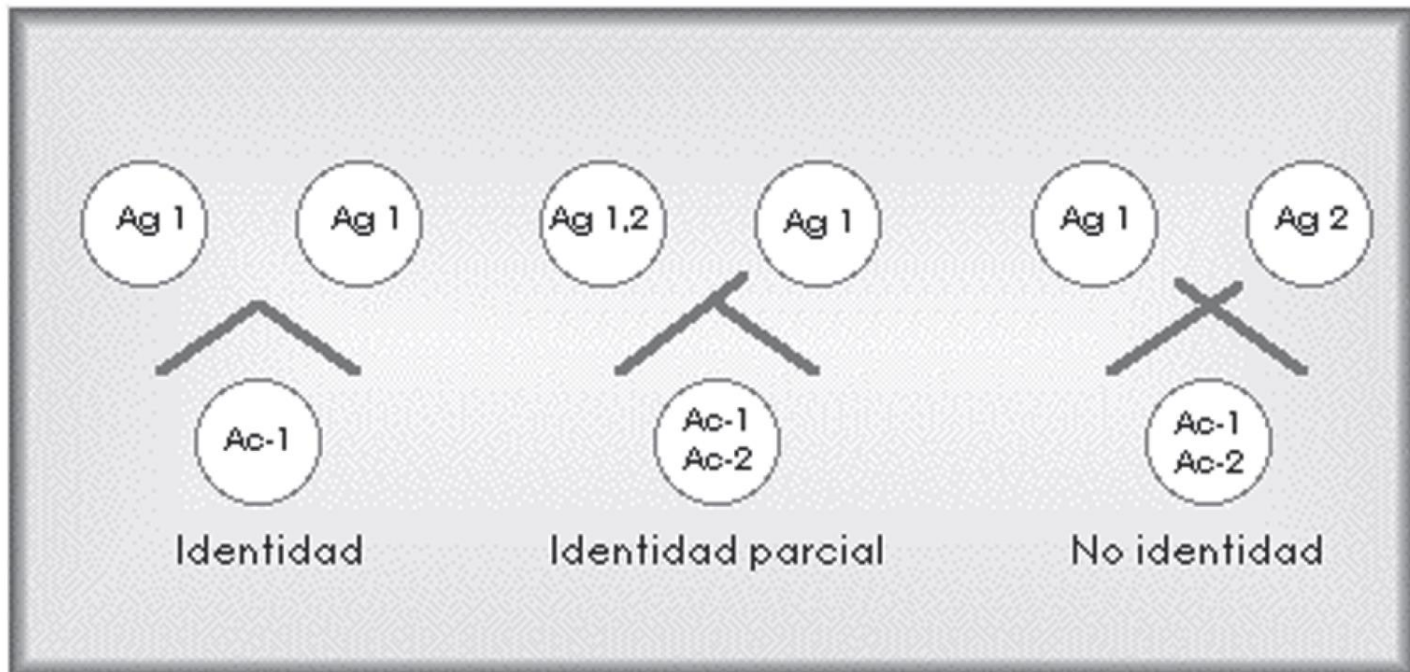 Ag 1
Ag 1
Ac-1
Identidad
Ag 1,2
Ag 1
Ac-1
Ac-2
Identidad parcial
Ag 1
Ag 2
Ac-1
Ac-2
No identidad